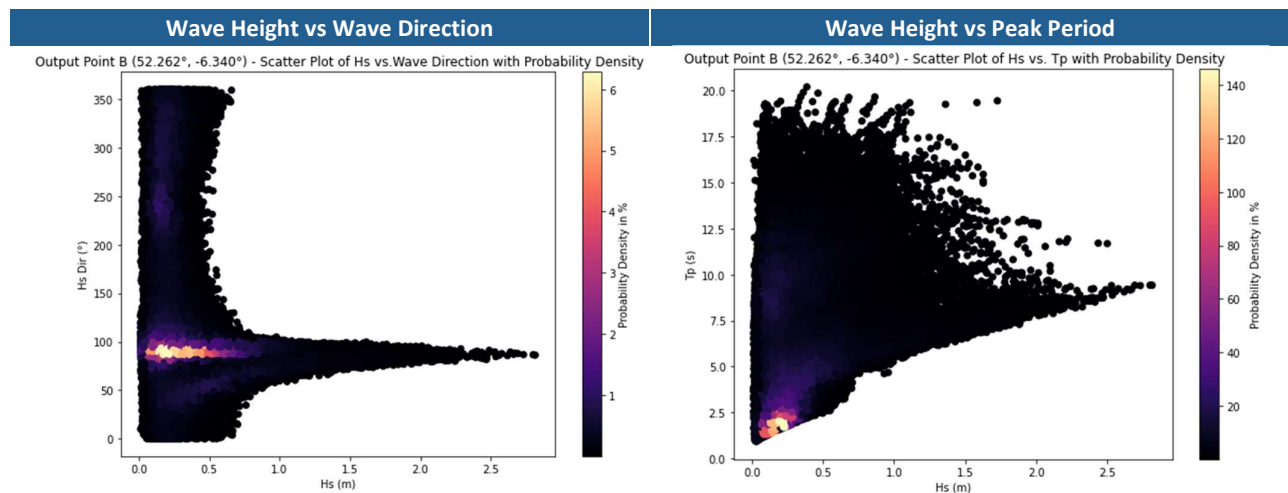 Wave Height vs Wave Direction
Wave Height vs Peak Period
Output Point B (52.262°, -6.340°) - Scatter Plot of Hs vs.Wave Direction with Probability Density
350
300
250
200
150
100
50
0
Hs Dir (°)
0.0 0.5 1.0 1.5 2.0 2.5
Hs (m)
6
5
4
3
2
1
Probability Density in %
Output Point B (52.262°, -6.340°) - Scatter Plot of Hs vs. Tp with Probability Density
20.0
17.5
15.0
12.5
10.0
7.5
5.0
2.5
0.0
Tp (s)
0.0 0.5 1.0 1.5 2.0 2.5
Hs (m)
140
120
100
80
60
40
20
Probability Density in %